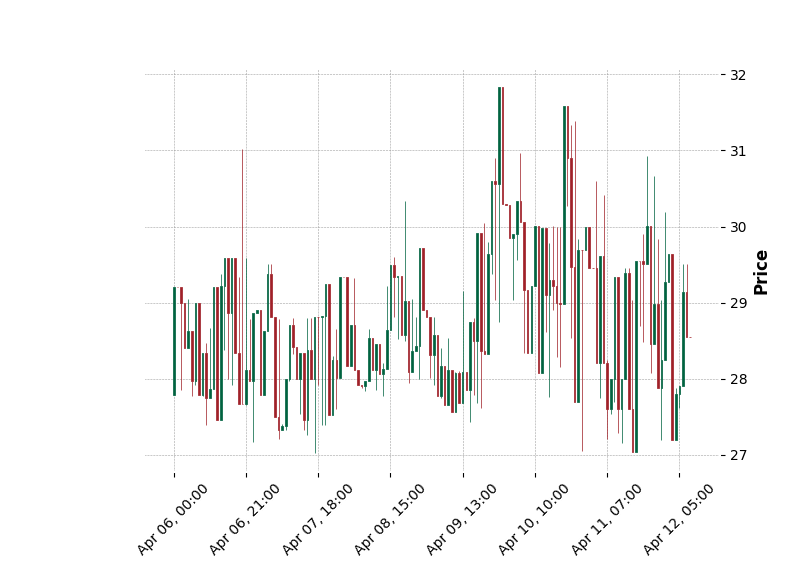 32
31
30
29
28
27
Price
Apr 06, 00:00
Apr 06, 21:00
Apr 07, 18:00
Apr 08, 15:00
Apr 09, 13:00
Apr 10, 10:00
Apr 11, 07:00
Apr 12, 05:00